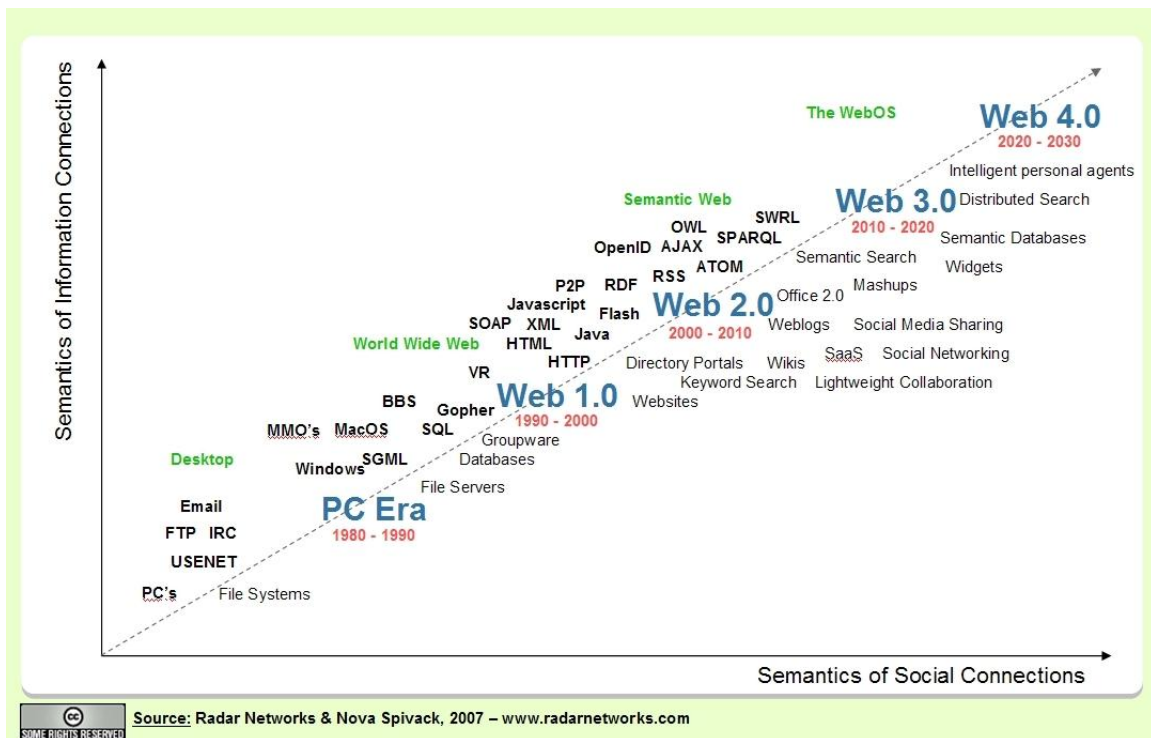 Semantics of Information Connections
The WebOS
Web 4.0
2020 - 2030
Intelligent personal agents
Semantic Web
Web 3.0
Distributed Search
2010 - 2020
SWRL
OWL
SPARQL
Semantic Databases
OpenID
AJAX
Semantic Search
ATOM
Widgets
RSS
P2P
RDF
Mashups
Office 2.0
Javascript
Web 2.0
Flash
2000 - 2010
SOAP
XML
Java
Weblogs
Social Media Sharing
World Wide Web
HTML
HTTP
Directory Portals
Wikis
SaaS
Social Networking
VR
Keyword Search
Lightweight Collaboration
Web 1.0
1990 - 2000
Websites
BBS
Gopher
MMO's
MacOS
SQL
Groupware
Desktop
Windows
SGML
Databases
File Servers
PC Era
1980 - 1990
Email
FTP
IRC
USENET
PC's
File Systems
Semantics of Social Connections
cc
SOME RIGHTS RESERVED
Source: Radar Networks & Nova Spivack, 2007 – www.radarnetworks.com